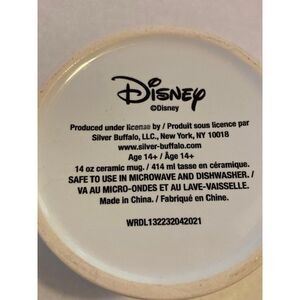 Disney
©Disney
Produced under license by / Produit sous licence par
Silver Buffalo, LLC., New York, NY 10018
www.silver-buffalo.com
Age 14+ / Âge 14+
14 oz ceramic mug. / 414 ml tasse en céramique.
SAFE TO USE IN MICROWAVE AND DISHWASHER. /
VA AU MICRO-ONDES ET AU LAVE-VAISSELLE.
Made in China. / Fabriqué en Chine.
WRDL132232042021